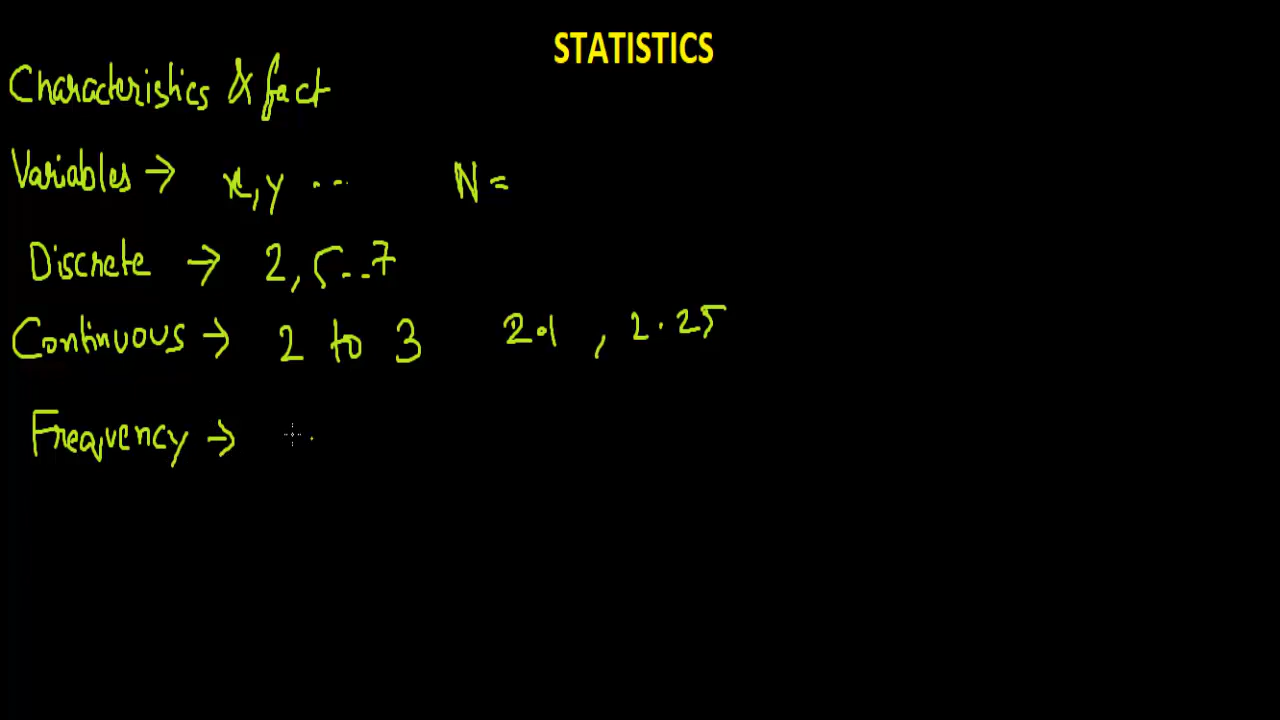 STATISTICS
Characteristics & fact
Variables → x, y ... N =
Discrete → 2, 5...7
Continuous → 2 to 3 2.1 , 2.25
Frequency →